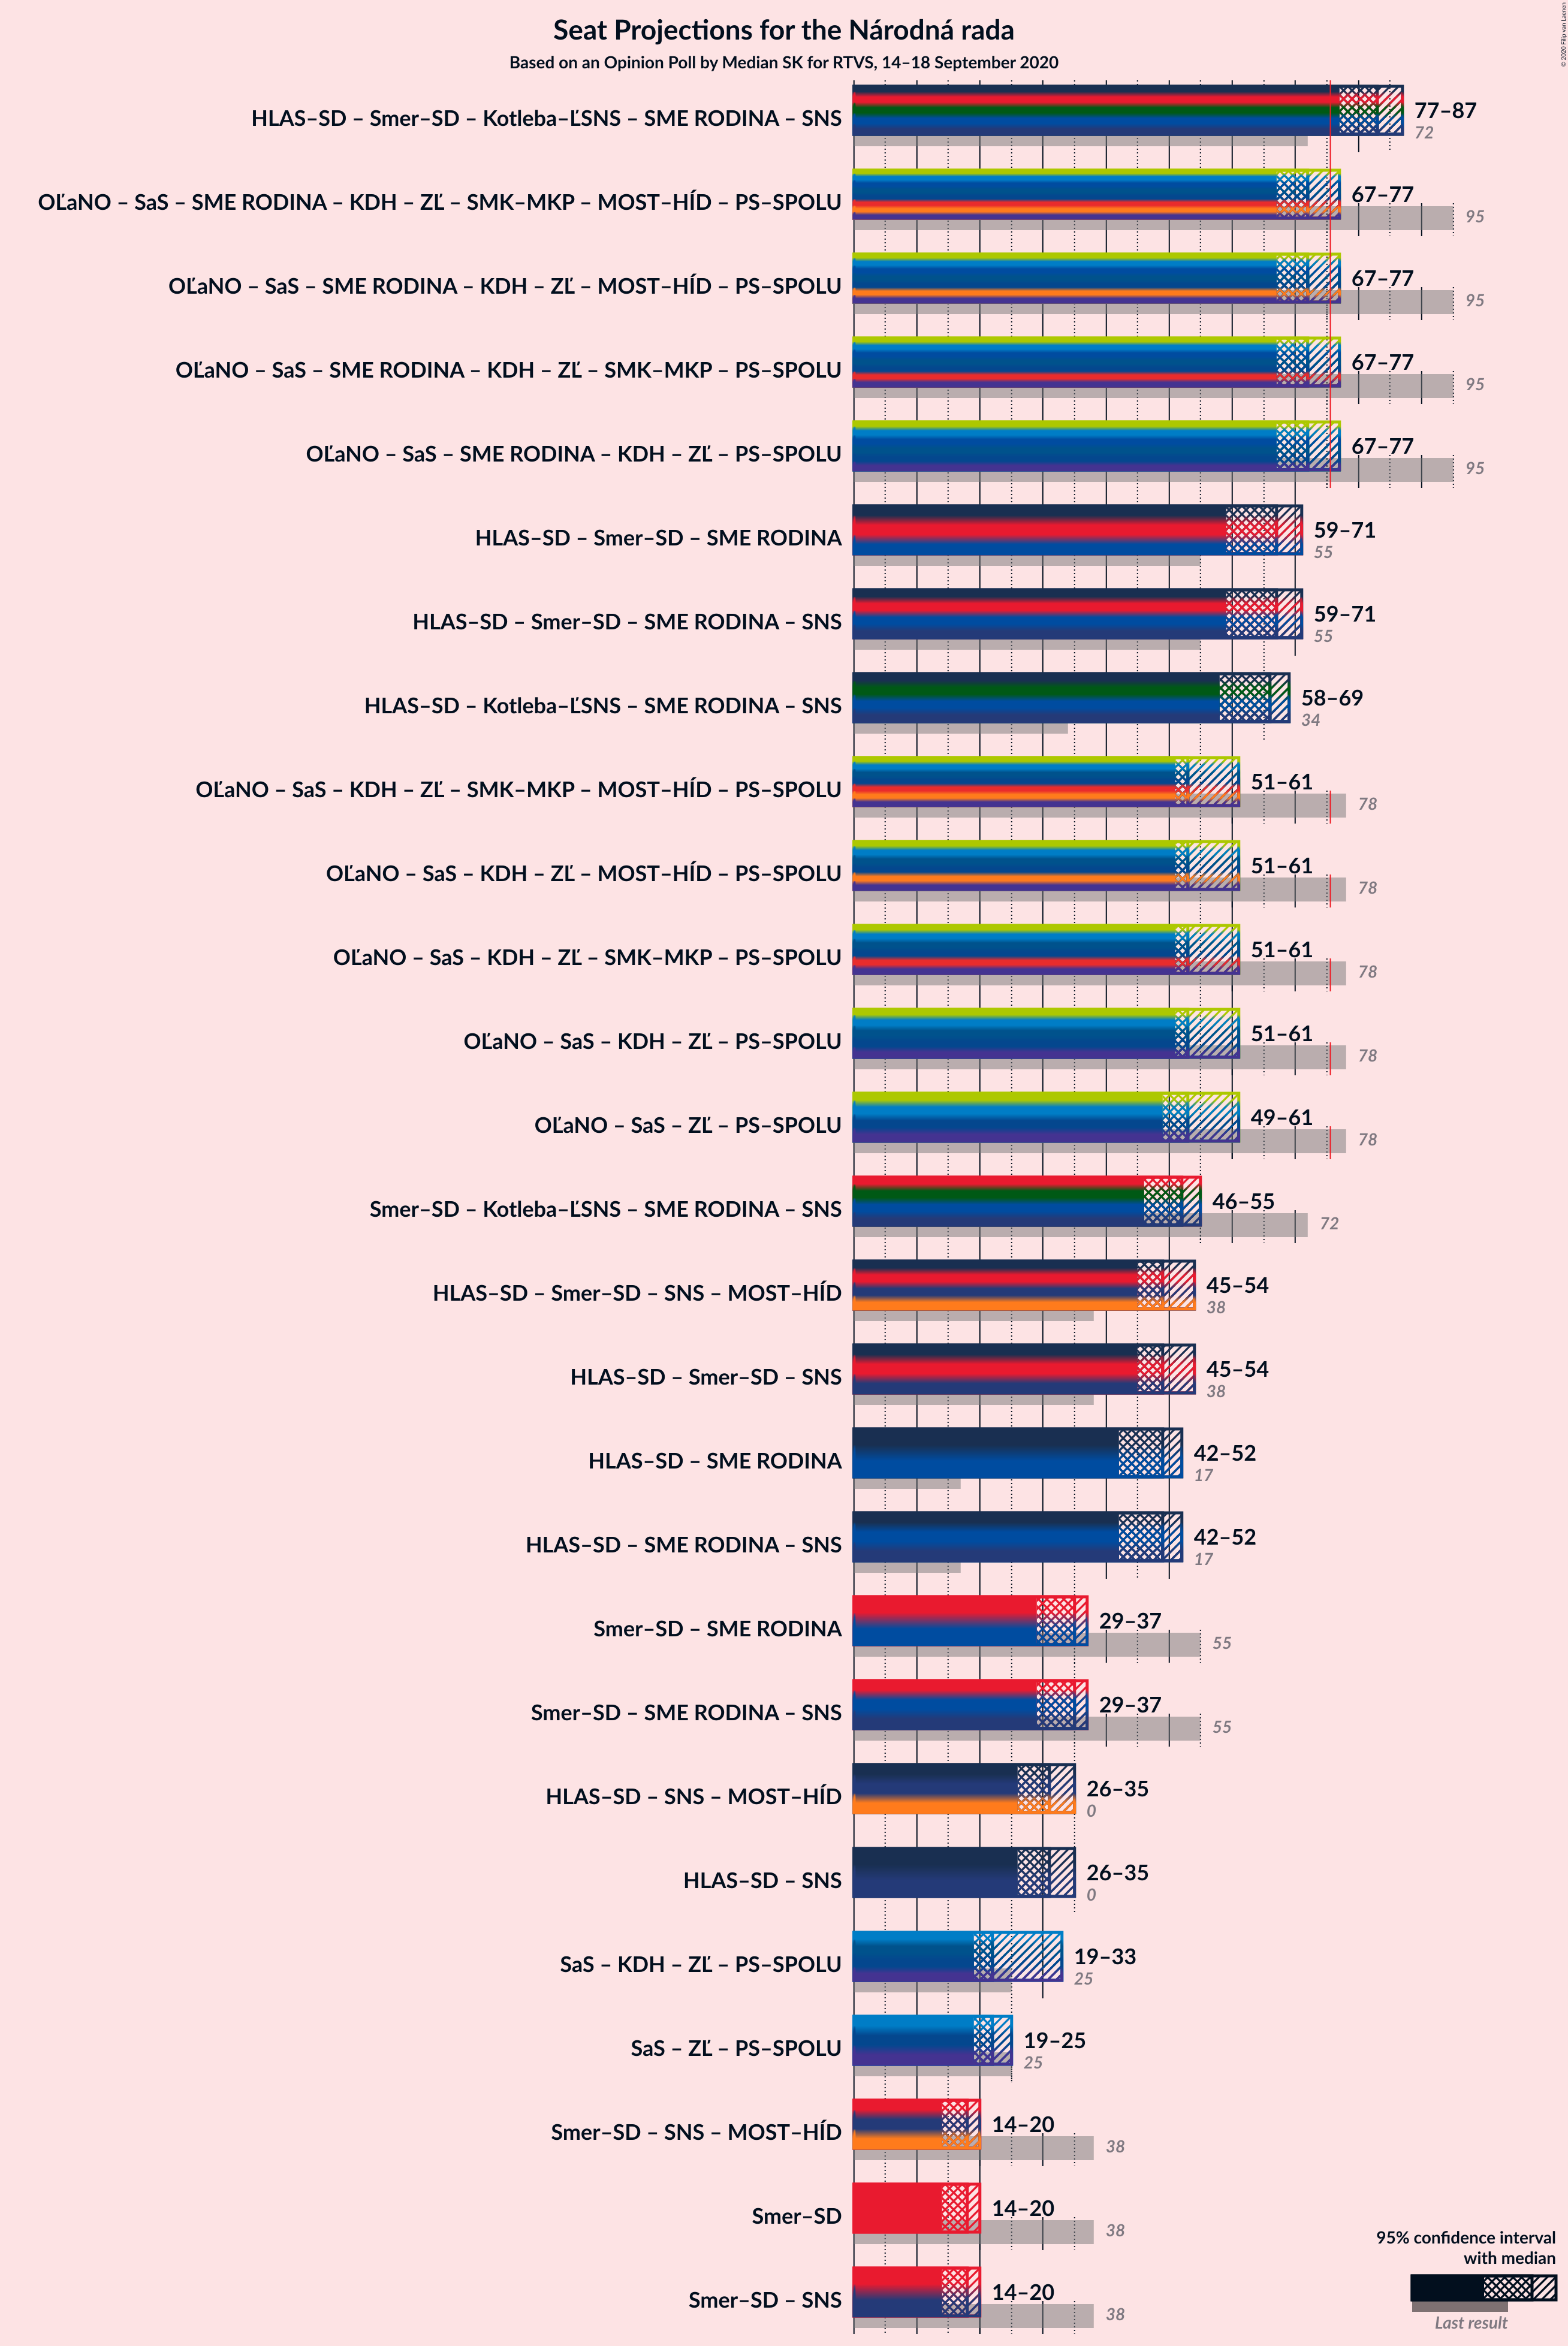 Seat Projections for the Národná rada
Based on an Opinion Poll by Median SK for RTVS, 14–18 September 2020
© 2020 Filip van Laenen
HLAS–SD – Smer–SD – Kotleba–ĽSNS – SME RODINA – SNS
77–87
72
OĽaNO – SaS – SME RODINA – KDH – ZĽ – SMK–MKP – MOST–HÍD – PS–SPOLU
67–77
95
OĽaNO – SaS – SME RODINA – KDH – ZĽ – MOST–HÍD – PS–SPOLU
67–77
95
OĽaNO – SaS – SME RODINA – KDH – ZĽ – SMK–MKP – PS–SPOLU
67–77
95
OĽaNO – SaS – SME RODINA – KDH – ZĽ – PS–SPOLU
67–77
95
HLAS–SD – Smer–SD – SME RODINA
59–71
55
HLAS–SD – Smer–SD – SME RODINA – SNS
59–71
55
HLAS–SD – Kotleba–ĽSNS – SME RODINA – SNS
58–69
34
OĽaNO – SaS – KDH – ZĽ – SMK–MKP – MOST–HÍD – PS–SPOLU
51–61
78
OĽaNO – SaS – KDH – ZĽ – MOST–HÍD – PS–SPOLU
51–61
78
OĽaNO – SaS – KDH – ZĽ – SMK–MKP – PS–SPOLU
51–61
78
OĽaNO – SaS – KDH – ZĽ – PS–SPOLU
51–61
78
OĽaNO – SaS – ZĽ – PS–SPOLU
49–61
78
Smer–SD – Kotleba–ĽSNS – SME RODINA – SNS
46–55
72
HLAS–SD – Smer–SD – SNS – MOST–HÍD
45–54
38
HLAS–SD – Smer–SD – SNS
45–54
38
HLAS–SD – SME RODINA
42–52
17
HLAS–SD – SME RODINA – SNS
42–52
17
Smer–SD – SME RODINA
29–37
55
Smer–SD – SME RODINA – SNS
29–37
55
HLAS–SD – SNS – MOST–HÍD
26–35
0
HLAS–SD – SNS
26–35
0
SaS – KDH – ZĽ – PS–SPOLU
19–33
25
SaS – ZĽ – PS–SPOLU
19–25
25
Smer–SD – SNS – MOST–HÍD
14–20
38
Smer–SD
14–20
38
Smer–SD – SNS
14–20
38
95% confidence interval
with median
Last result